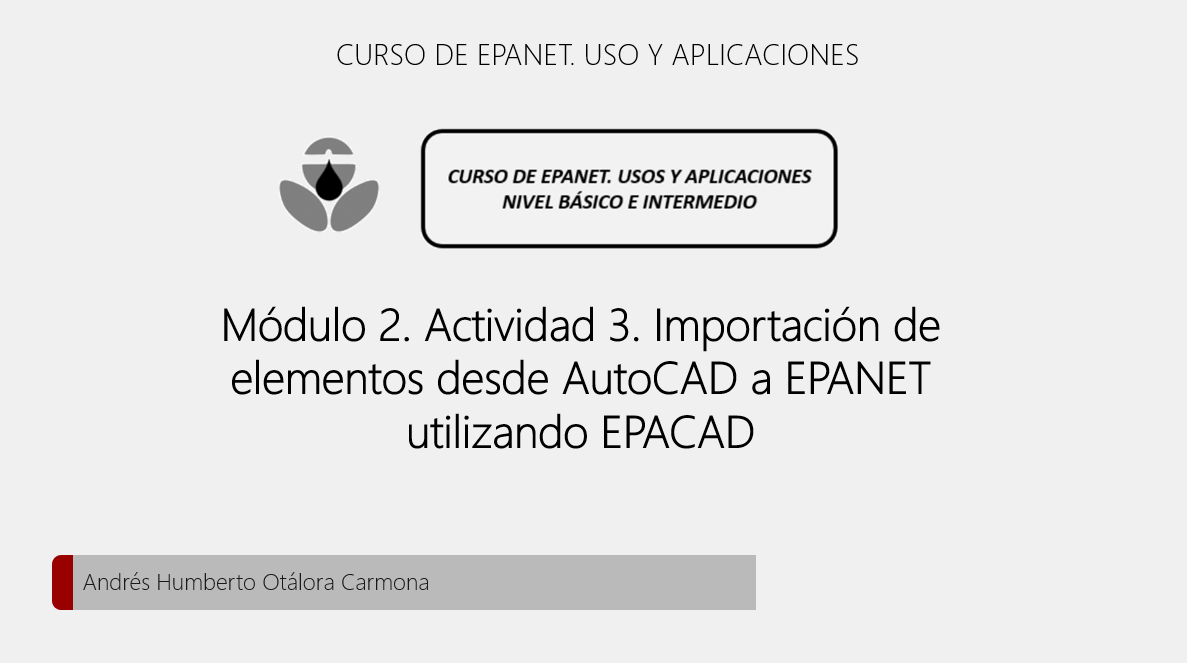 CURSO DE EPANET. USO Y APLICACIONES
CURSO DE EPANET. USOS Y APLICACIONES
NIVEL BÁSICO E INTERMEDIO
Módulo 2. Actividad 3. Importación de
elementos desde AutoCAD a EPANET
utilizando EPACAD
Andrés Humberto Otálora Carmona